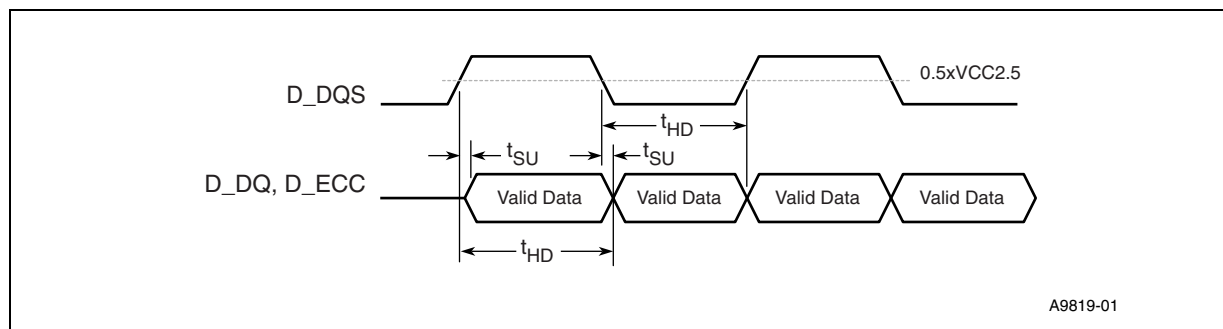 0.5xVCC2.5
D_DQS
tHD
tSU
tSU
D_DQ, D_ECC
Valid Data
Valid Data
Valid Data
Valid Data
tHD
A9819-01